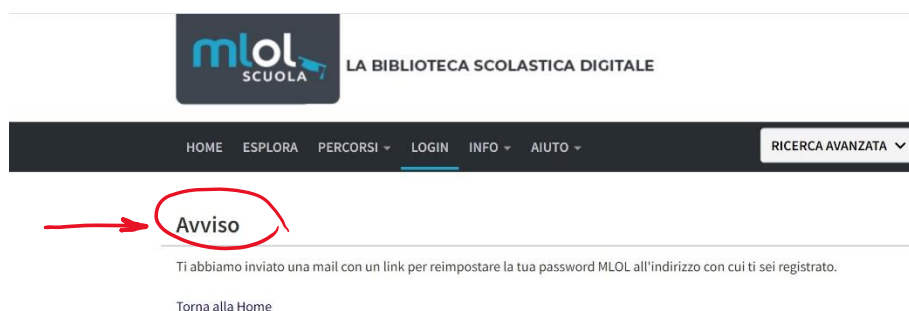 mlol
SCUOLA
LA BIBLIOTECA SCOLASTICA DIGITALE
HOME ESPLORA PERCORSI LOGIN INFO AIUTO RICERCA AVANZATA
Avviso
Ti abbiamo inviato una mail con un link per reimpostare la tua password MLOL all'indirizzo con cui ti sei registrato.
Torna alla Home